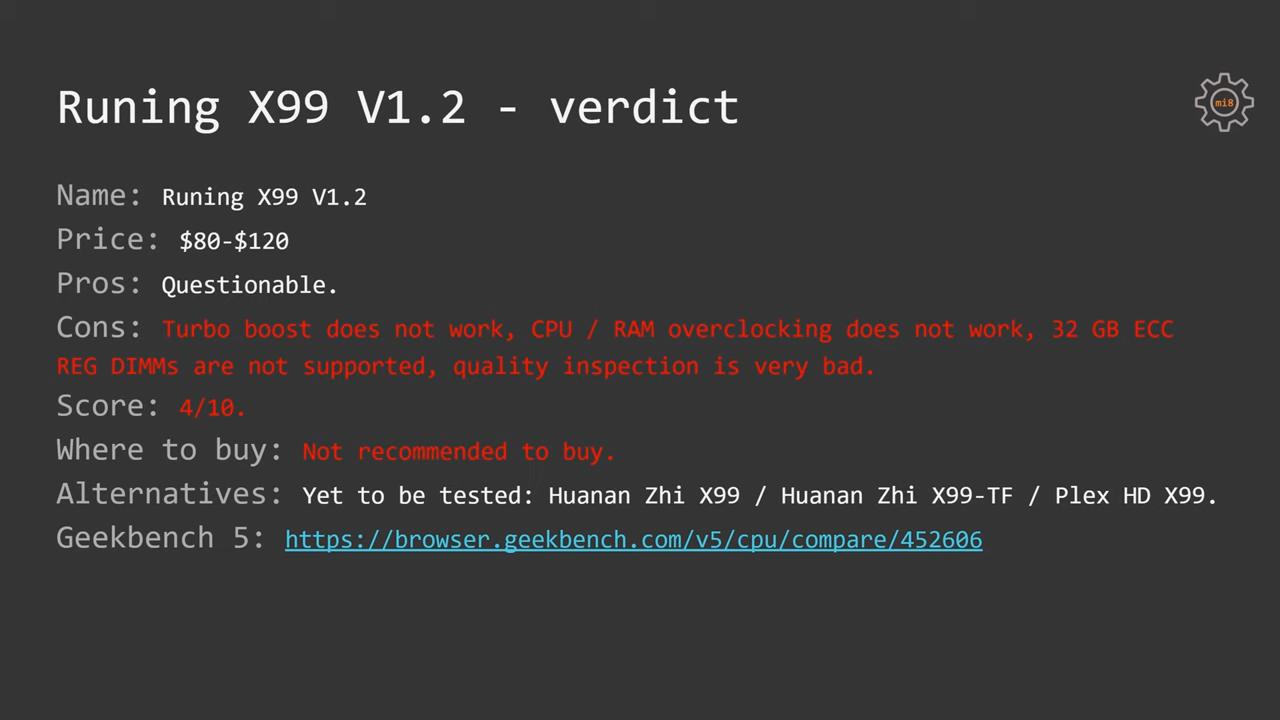 Runing X99 V1.2 - verdict
mi8
Name: Runing X99 V1.2
Price: $80-$120
Pros: Questionable.
Cons: Turbo boost does not work, CPU / RAM overclocking does not work, 32 GB ECC
REG DIMMs are not supported, quality inspection is very bad.
Score: 4/10.
Where to buy: Not recommended to buy.
Alternatives: Yet to be tested: Huanan Zhi X99 / Huanan Zhi X99-TF / Plex HD X99.
Geekbench 5: https://browser.geekbench.com/v5/cpu/compare/452606